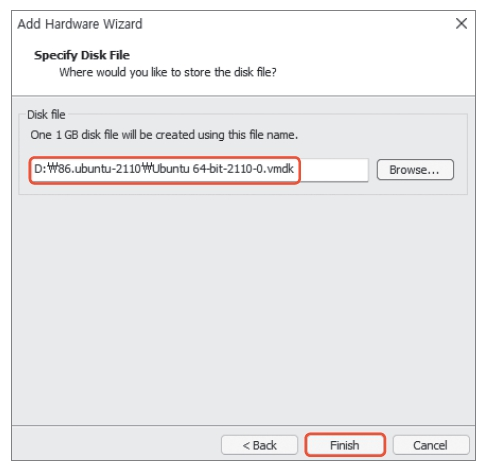 Add Hardware Wizard
Specify Disk File
Where would you like to store the disk file?
Disk file
One 1 GB disk file will be created using this file name.
D:₩86.ubuntu-2110₩Ubuntu 64-bit-2110-0.vmdk
Browse...
< Back
Finish
Cancel